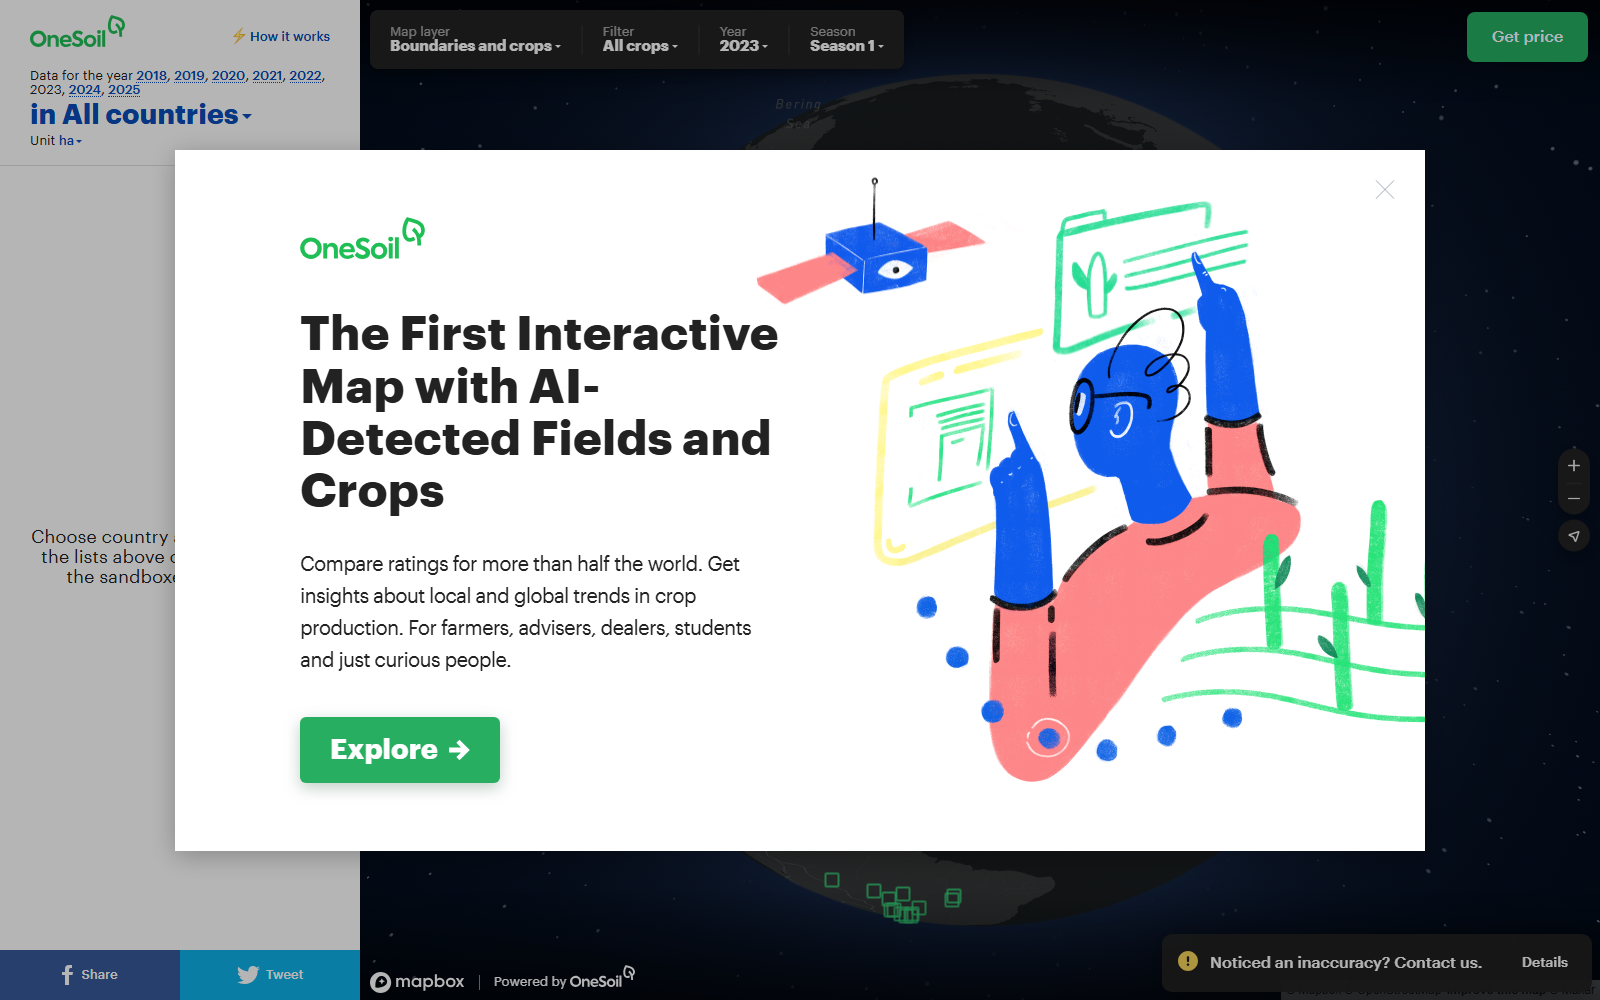 OneSoil
How it works
Data for the year 2018, 2019, 2020, 2021, 2022,
2023, 2024, 2025
in All countries
Unit ha
Choose country
the lists above
the sandbox
Share
Tweet
Map layer
Boundaries and crops
Filter
All crops
Year
2023
Season
Season 1
Get price
Bering
Sea
OneSoil
The First Interactive
Map with AI-
Detected Fields and
Crops
Compare ratings for more than half the world. Get
insights about local and global trends in crop
production. For farmers, advisers, dealers, students
and just curious people.
Explore →
mapbox
Powered by OneSoil
Noticed an inaccuracy? Contact us.
Details